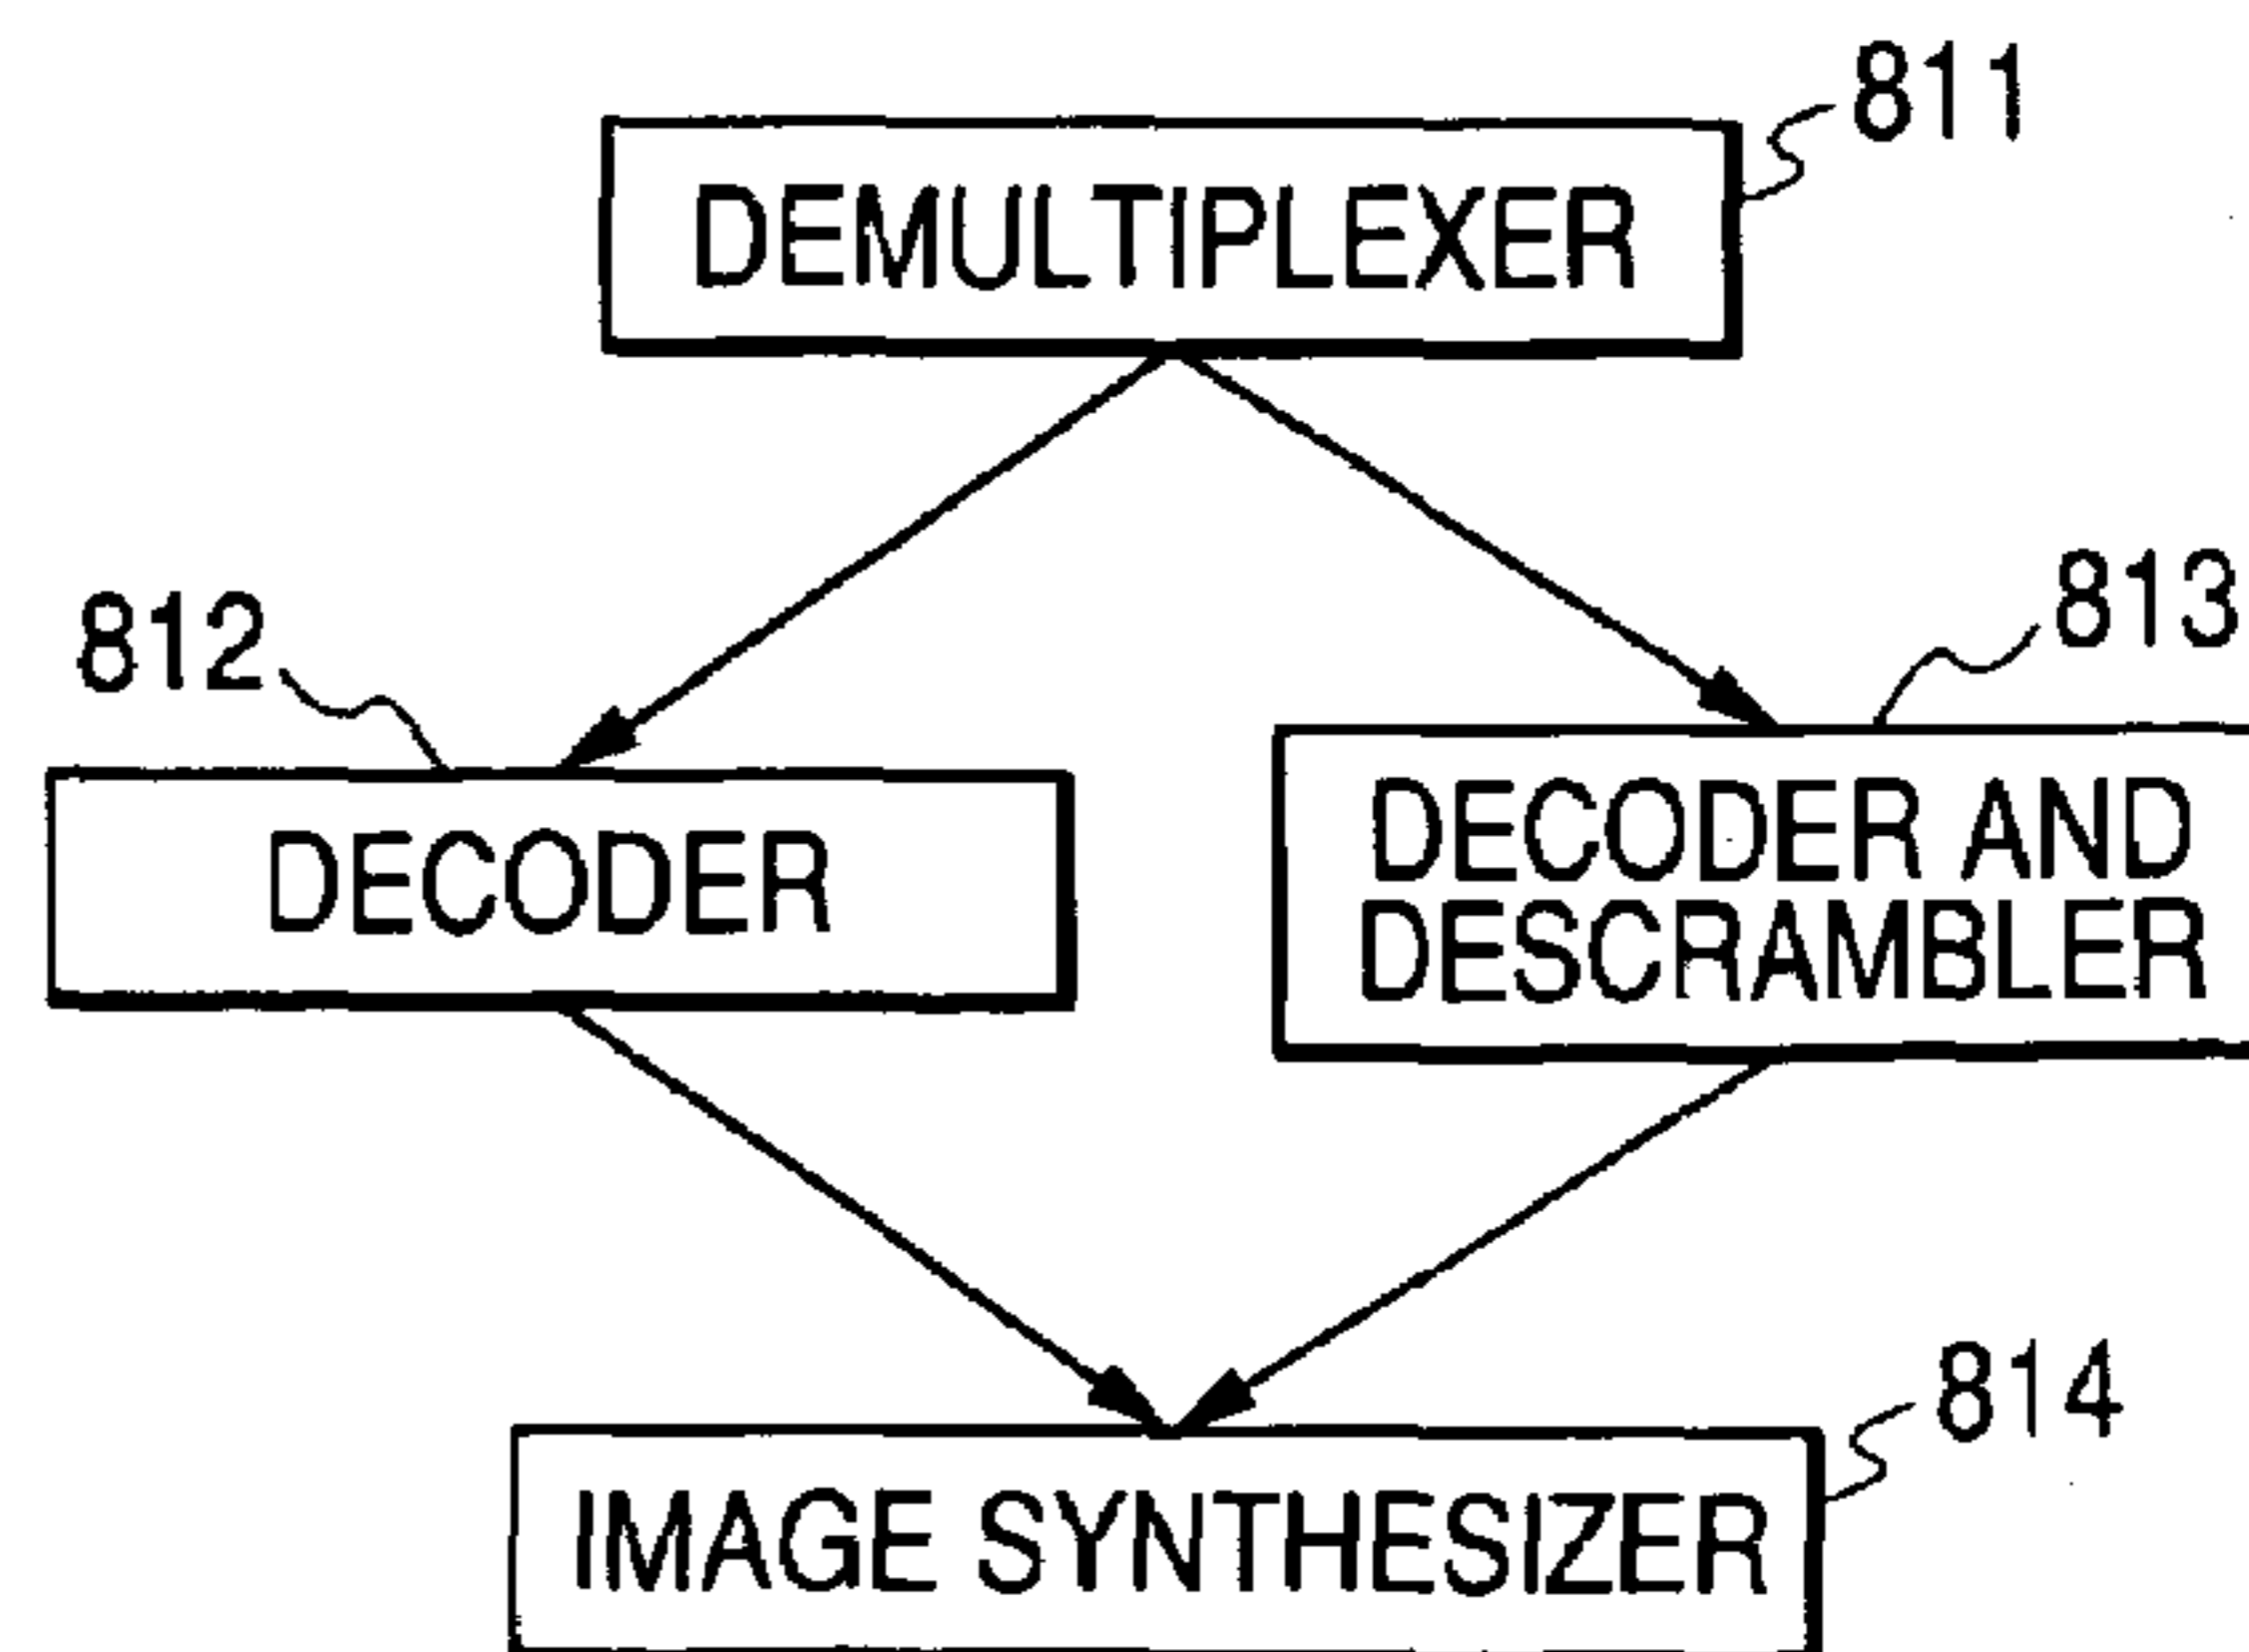 811
DEMULTIPLEXER
812
813
DECODER
DECODER AND
DESCRAMBLER
814
IMAGE SYNTHESIZER